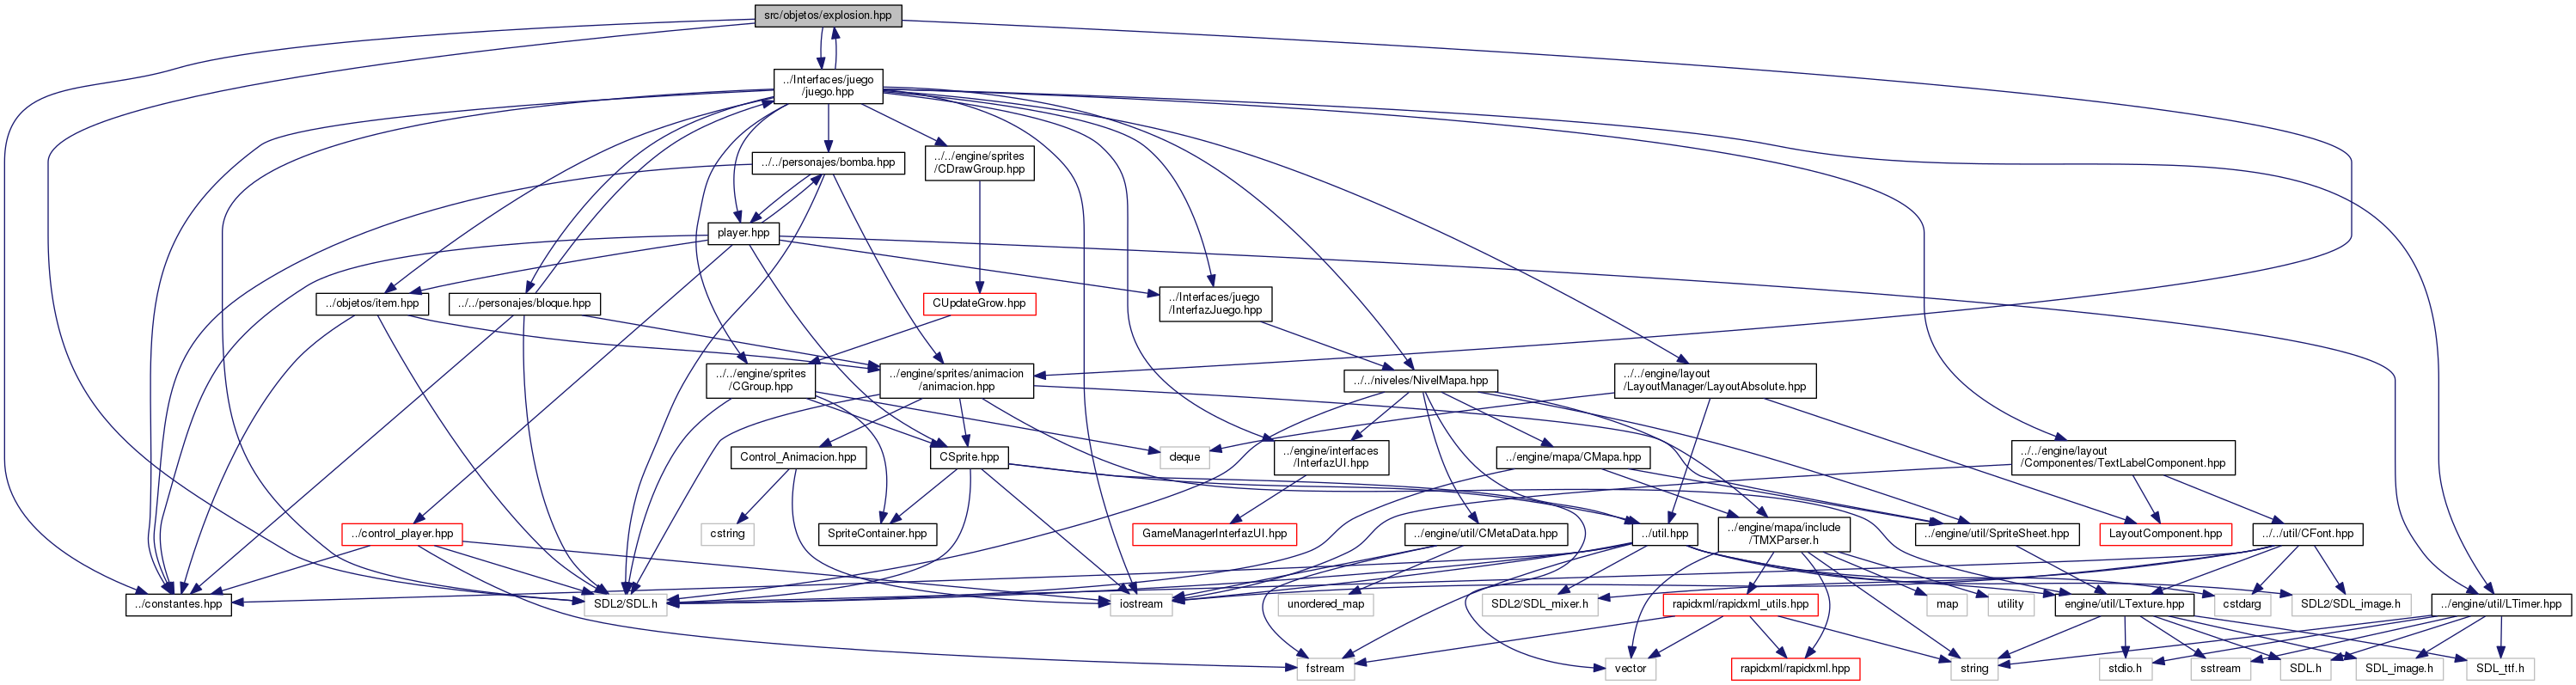 src/objetos/explosion.hpp
../Interfaces/juego
/juego.hpp
../../personajes/bomba.hpp
../../engine/sprites
/CDrawGroup.hpp
player.hpp
../objetos/item.hpp
../../personajes/bloque.hpp
CUpdateGrow.hpp
../Interfaces/juego
/InterfazJuego.hpp
../../engine/sprites
/CGroup.hpp
../engine/sprites/animacion
/animacion.hpp
../../niveles/NivelMapa.hpp
../../engine/layout
/LayoutManager/LayoutAbsolute.hpp
Control_Animacion.hpp
CSprite.hpp
deque
../engine/interfaces
/InterfazUI.hpp
../engine/mapa/CMapa.hpp
../../engine/layout
/Componentes/TextLabelComponent.hpp
../control_player.hpp
cstring
SpriteContainer.hpp
GameManagerInterfazUI.hpp
../engine/util/CMetaData.hpp
../util.hpp
../engine/mapa/include
/TMXParser.h
../engine/util/SpriteSheet.hpp
LayoutComponent.hpp
../../util/CFont.hpp
../constantes.hpp
SDL2/SDL.h
iostream
unordered_map
SDL2/SDL_mixer.h
rapidxml/rapidxml_utils.hpp
map
utility
engine/util/LTexture.hpp
cstdarg
SDL2/SDL_image.h
../engine/util/LTimer.hpp
fstream
vector
rapidxml/rapidxml.hpp
string
stdio.h
sstream
SDL.h
SDL_image.h
SDL_ttf.h